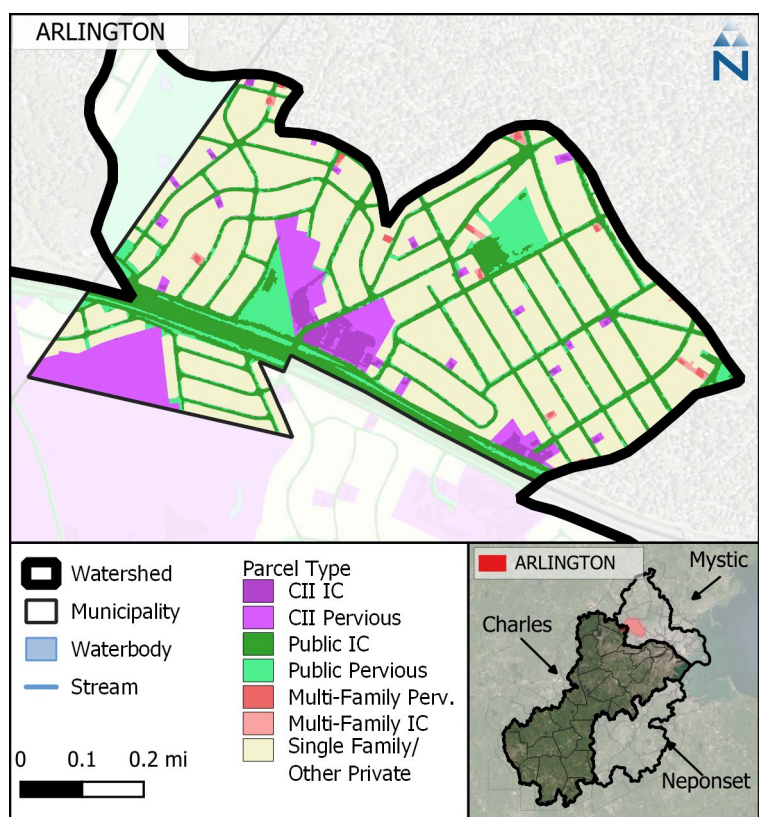 ARLINGTON
N
Watershed
Municipality
Waterbody
Stream
0 0.1 0.2 mi
Parcel Type
CII IC
CII Pervious
Public IC
Public Pervious
Multi-Family Perv.
Multi-Family IC
Single Family/
Other Private
ARLINGTON
Mystic
Charles
Neponset